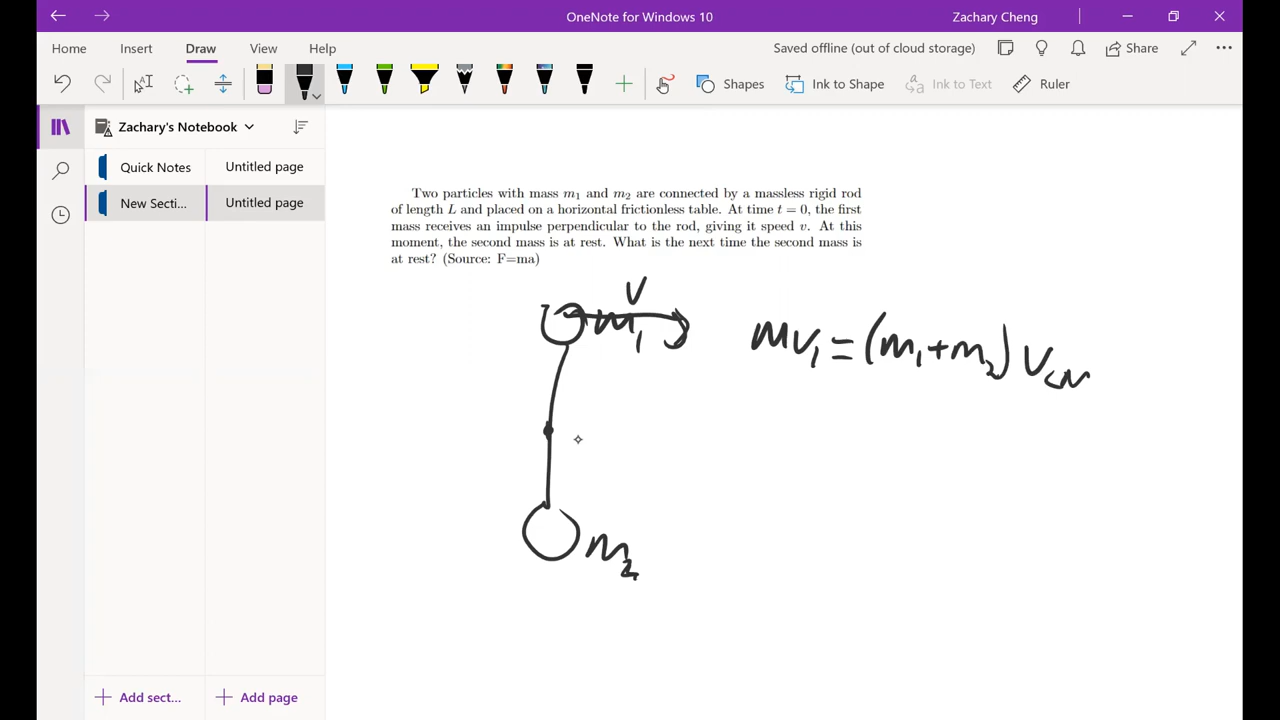 OneNote for Windows 10
Zachary Cheng
Home Insert Draw View Help
Saved offline (out of cloud storage)
Share
Shapes
Ink to Shape
Ink to Text
Ruler
Zachary's Notebook
Quick Notes
Untitled page
New Secti...
Untitled page
Two particles with mass m₁ and m₂ are connected by a massless rigid rod
of length L and placed on a horizontal frictionless table. At time t = 0, the first
mass receives an impulse perpendicular to the rod, giving it speed v. At this
moment, the second mass is at rest. What is the next time the second mass is
at rest? (Source: F=ma)
v
m₁
mv₁ = (m₁+m₂) v_CM
m₂
Add sect...
Add page